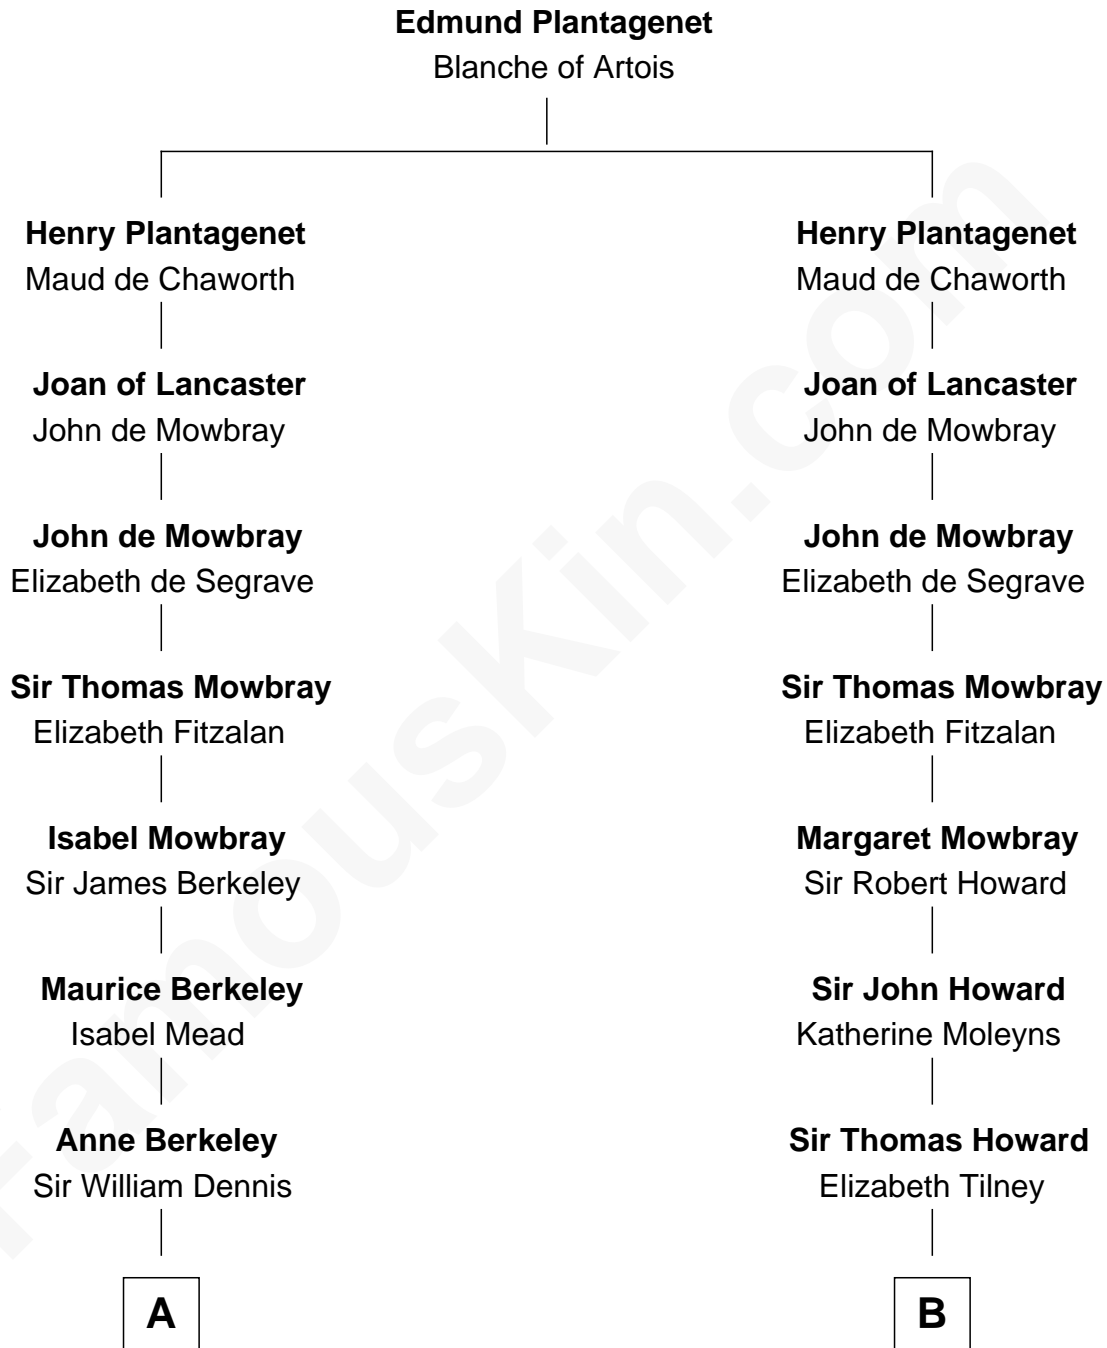 Edmund Plantagenet
Blanche of Artois
Henry Plantagenet
Maud de Chaworth
Joan of Lancaster
John de Mowbray
John de Mowbray
Elizabeth de Segrave
Sir Thomas Mowbray
Elizabeth Fitzalan
Isabel Mowbray
Sir James Berkeley
Maurice Berkeley
Isabel Mead
Anne Berkeley
Sir William Dennis
A
Henry Plantagenet
Maud de Chaworth
Joan of Lancaster
John de Mowbray
John de Mowbray
Elizabeth de Segrave
Sir Thomas Mowbray
Elizabeth Fitzalan
Margaret Mowbray
Sir Robert Howard
Sir John Howard
Katherine Moleyns
Sir Thomas Howard
Elizabeth Tilney
B
FamousKin.com